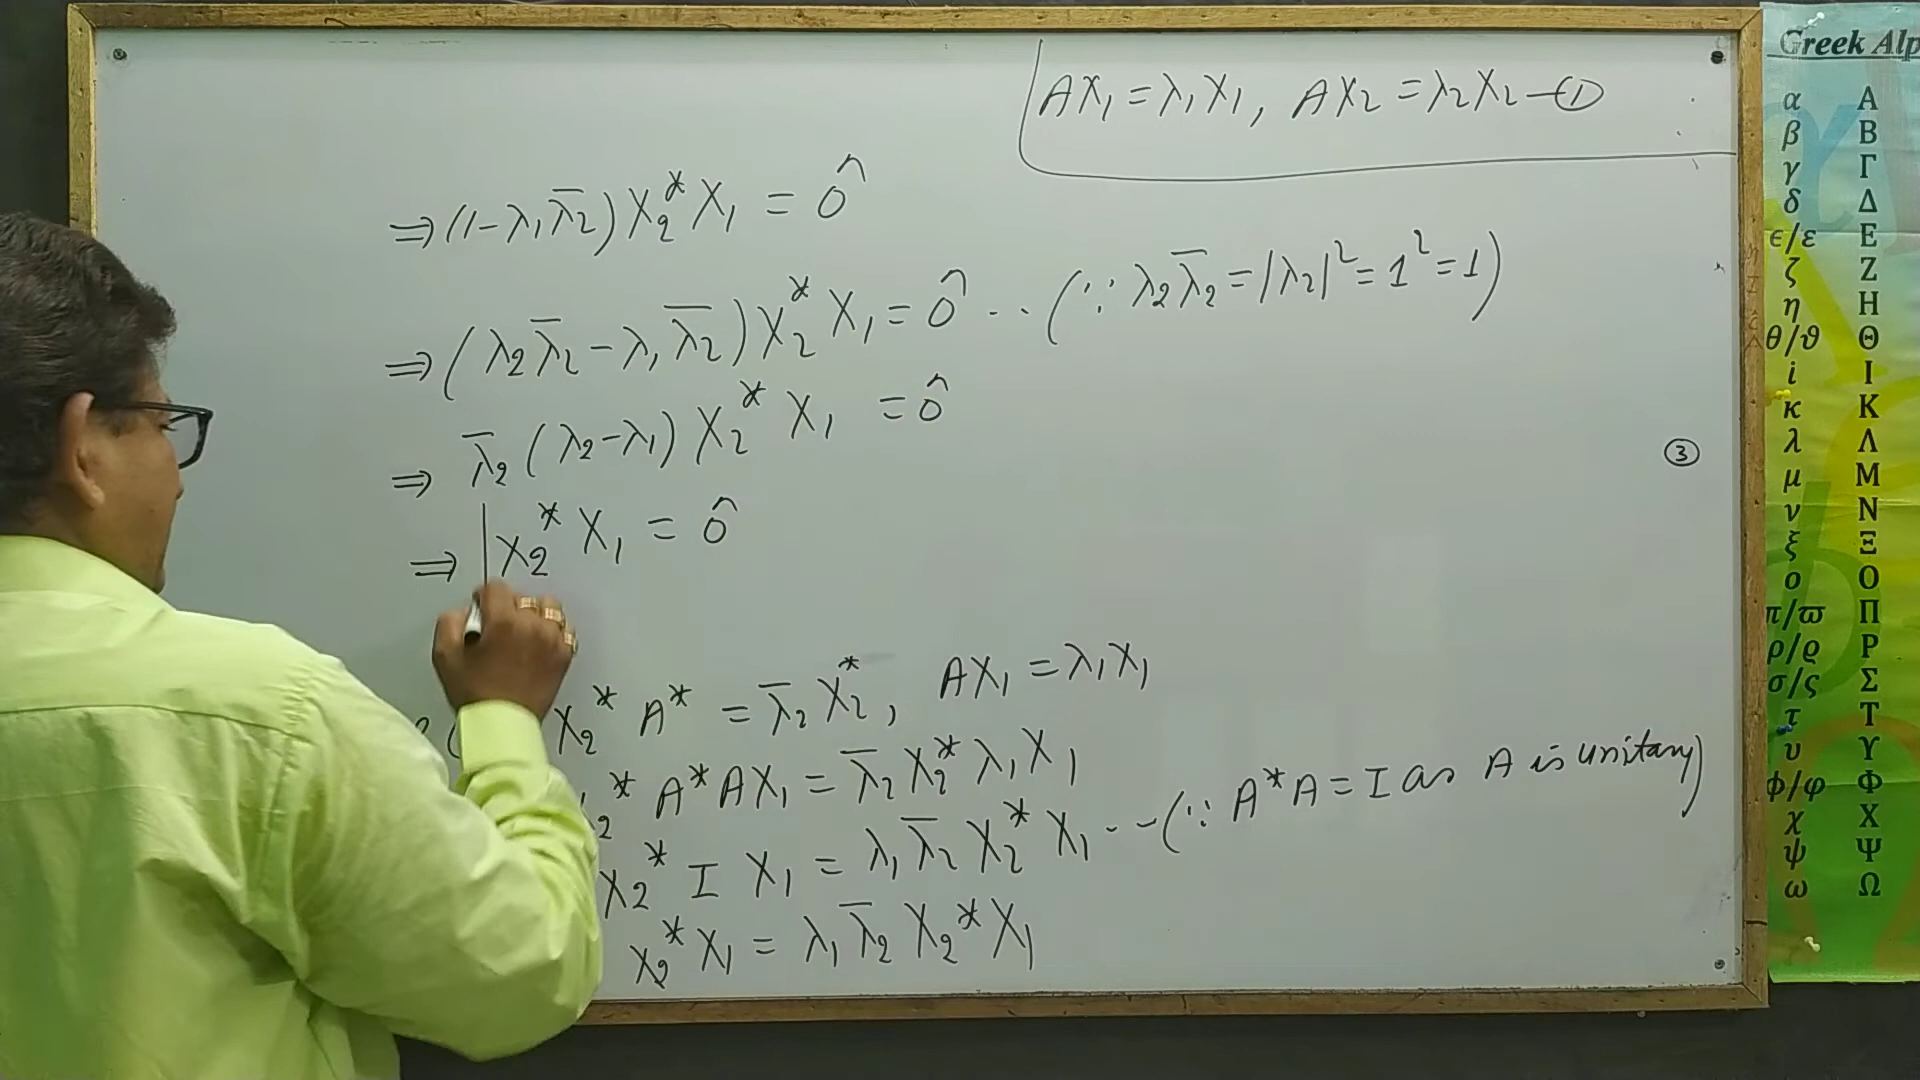 AX₁ = λ₁X₁, AX₂ = λ₂X₂ —①
⇒ (1-λ₁λ̅₂) X₂* X₁ = ô
⇒ (λ₂λ̅₂ - λ₁λ̅₂) X₂* X₁ = ô -- (∵ λ₂λ̅₂ = |λ₂|² = 1² = 1)
⇒ λ̅₂ (λ₂-λ₁) X₂* X₁ = ô
⇒ X₂* X₁ = ô
③
X₂* A* = λ̅₂ X₂*, AX₁ = λ₁X₁
₂* A*AX₁ = λ̅₂ X₂* λ₁X₁
X₂* I X₁ = λ₁λ̅₂ X₂* X₁ -- (∵ A*A = I as A is unitary)
X₂* X₁ = λ₁λ̅₂ X₂* X₁
Greek Alp
α Α
β Β
γ Γ
δ Δ
ϵ/ε Ε
ζ Ζ
η Η
θ/ϑ Θ
i Ι
κ Κ
λ Λ
μ Μ
ν Ν
ξ Ξ
ο Ο
π/ϖ Π
ρ/ϱ Ρ
σ/ς Σ
τ Τ
υ Υ
ϕ/φ Φ
χ Χ
ψ Ψ
ω Ω